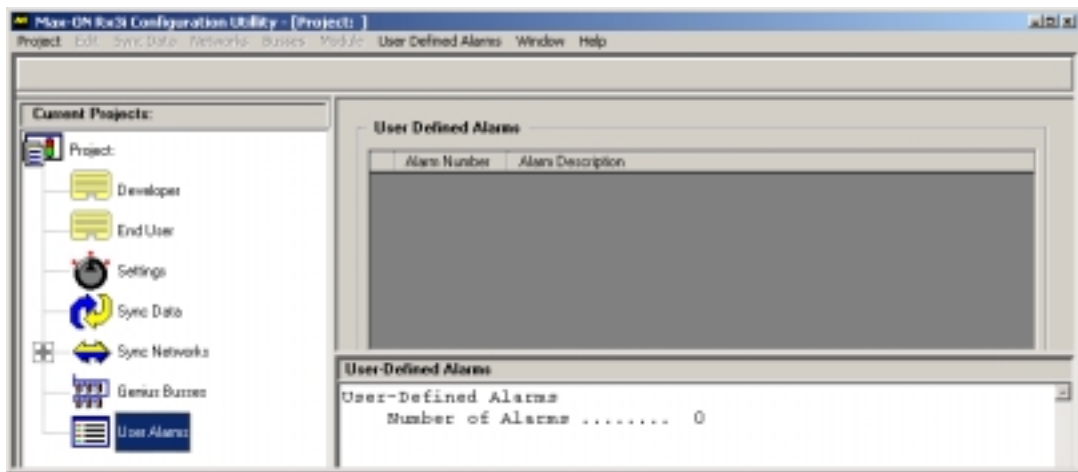 Max-ON Rx3i Configuration Utility - [Project: ]
Project Edit Sync Data Networks Busses Module User Defined Alarms Window Help
Current Projects:
Project:
Developer
End User
Settings
Sync Data
Sync Networks
Genius Busses
User Alarms
User Defined Alarms
Alarm Number Alarm Description
User-Defined Alarms
User-Defined Alarms
Number of Alarms ........ 0